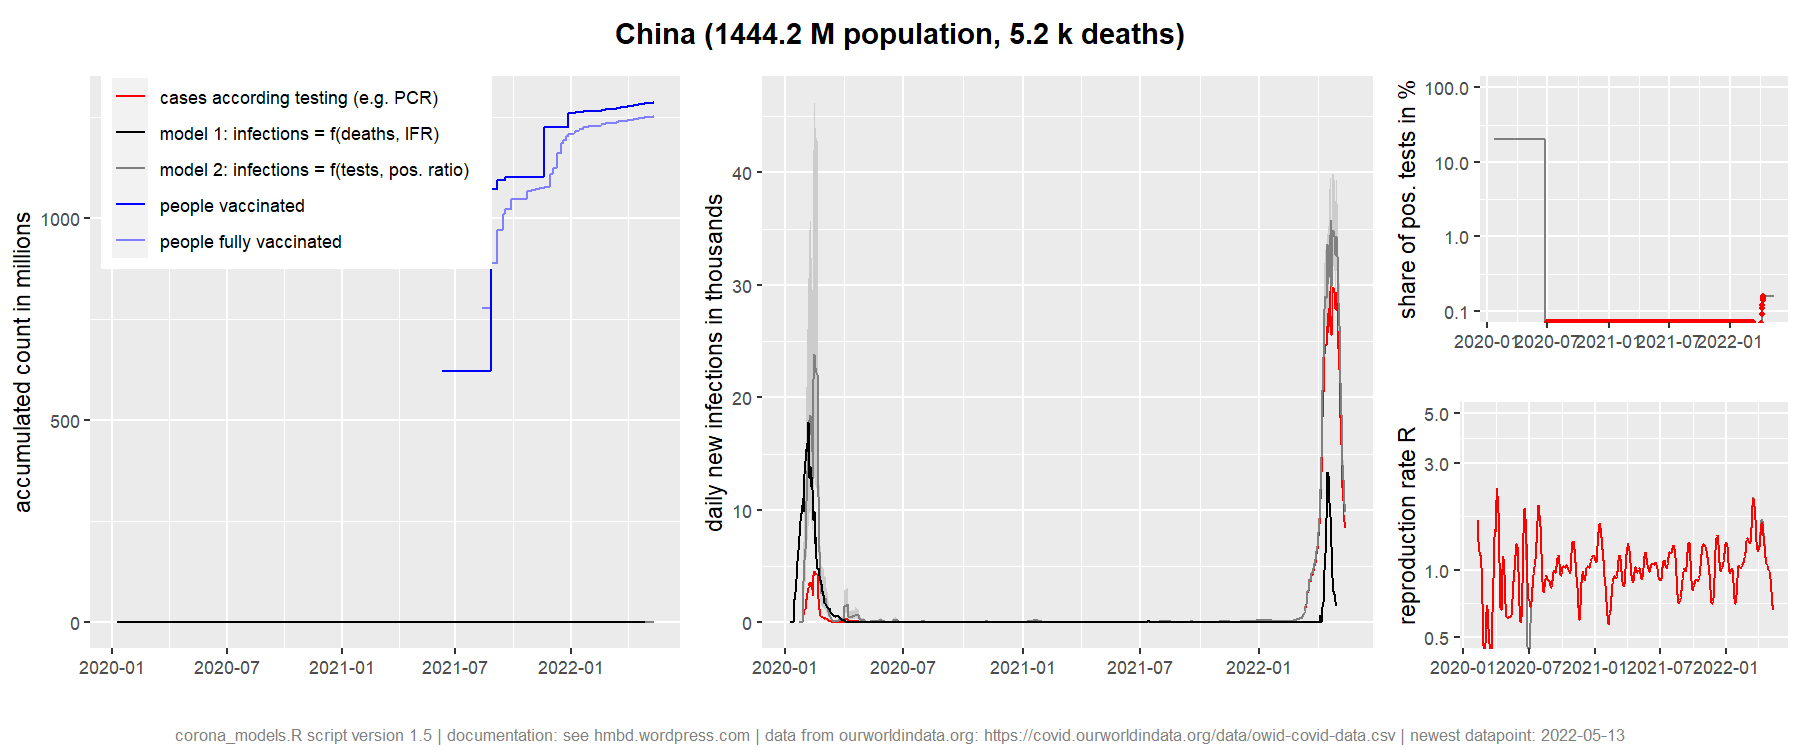 China (1444.2 M population, 5.2 k deaths)
cases according testing (e.g. PCR)
model 1: infections = f(deaths, IFR)
model 2: infections = f(tests, pos. ratio)
people vaccinated
people fully vaccinated
accumulated count in millions
1000
500
0
2020-01 2020-07 2021-01 2021-07 2022-01
daily new infections in thousands
40
30
20
10
0
2020-01 2020-07 2021-01 2021-07 2022-01
share of pos. tests in %
100.0
10.0
1.0
0.1
2020-01 2020-07 2021-01 2021-07 2022-01
reproduction rate R
5.0
3.0
1.0
0.5
2020-01 2020-07 2021-01 2021-07 2022-01
corona_models.R script version 1.5 | documentation: see hmbd.wordpress.com | data from ourworldindata.org: https://covid.ourworldindata.org/data/owid-covid-data.csv | newest datapoint: 2022-05-13